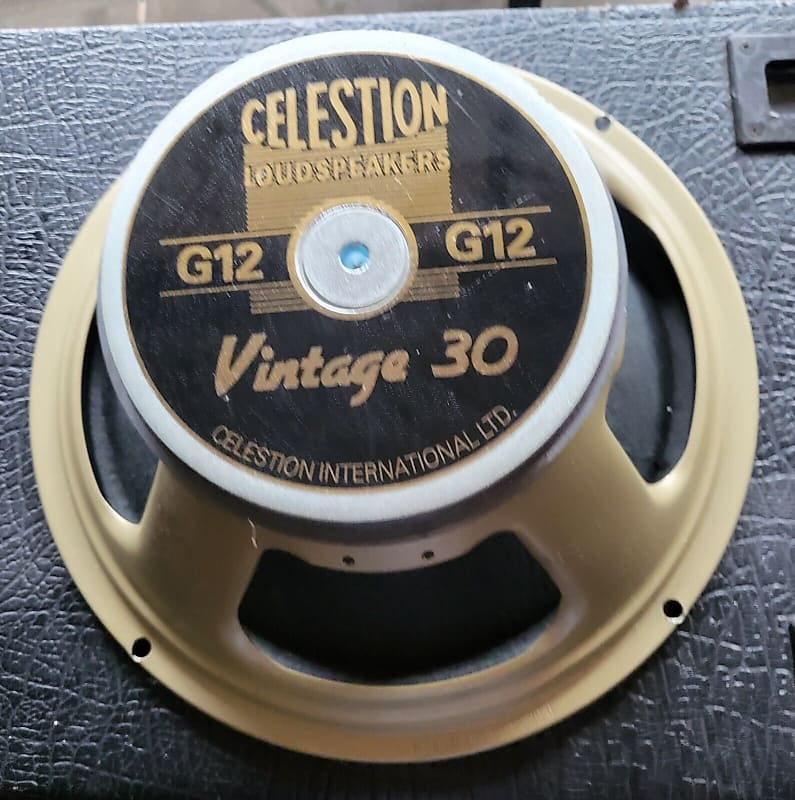 CELESTION
LOUDSPEAKERS
G12 G12
Vintage 30
CELESTION INTERNATIONAL LTD.